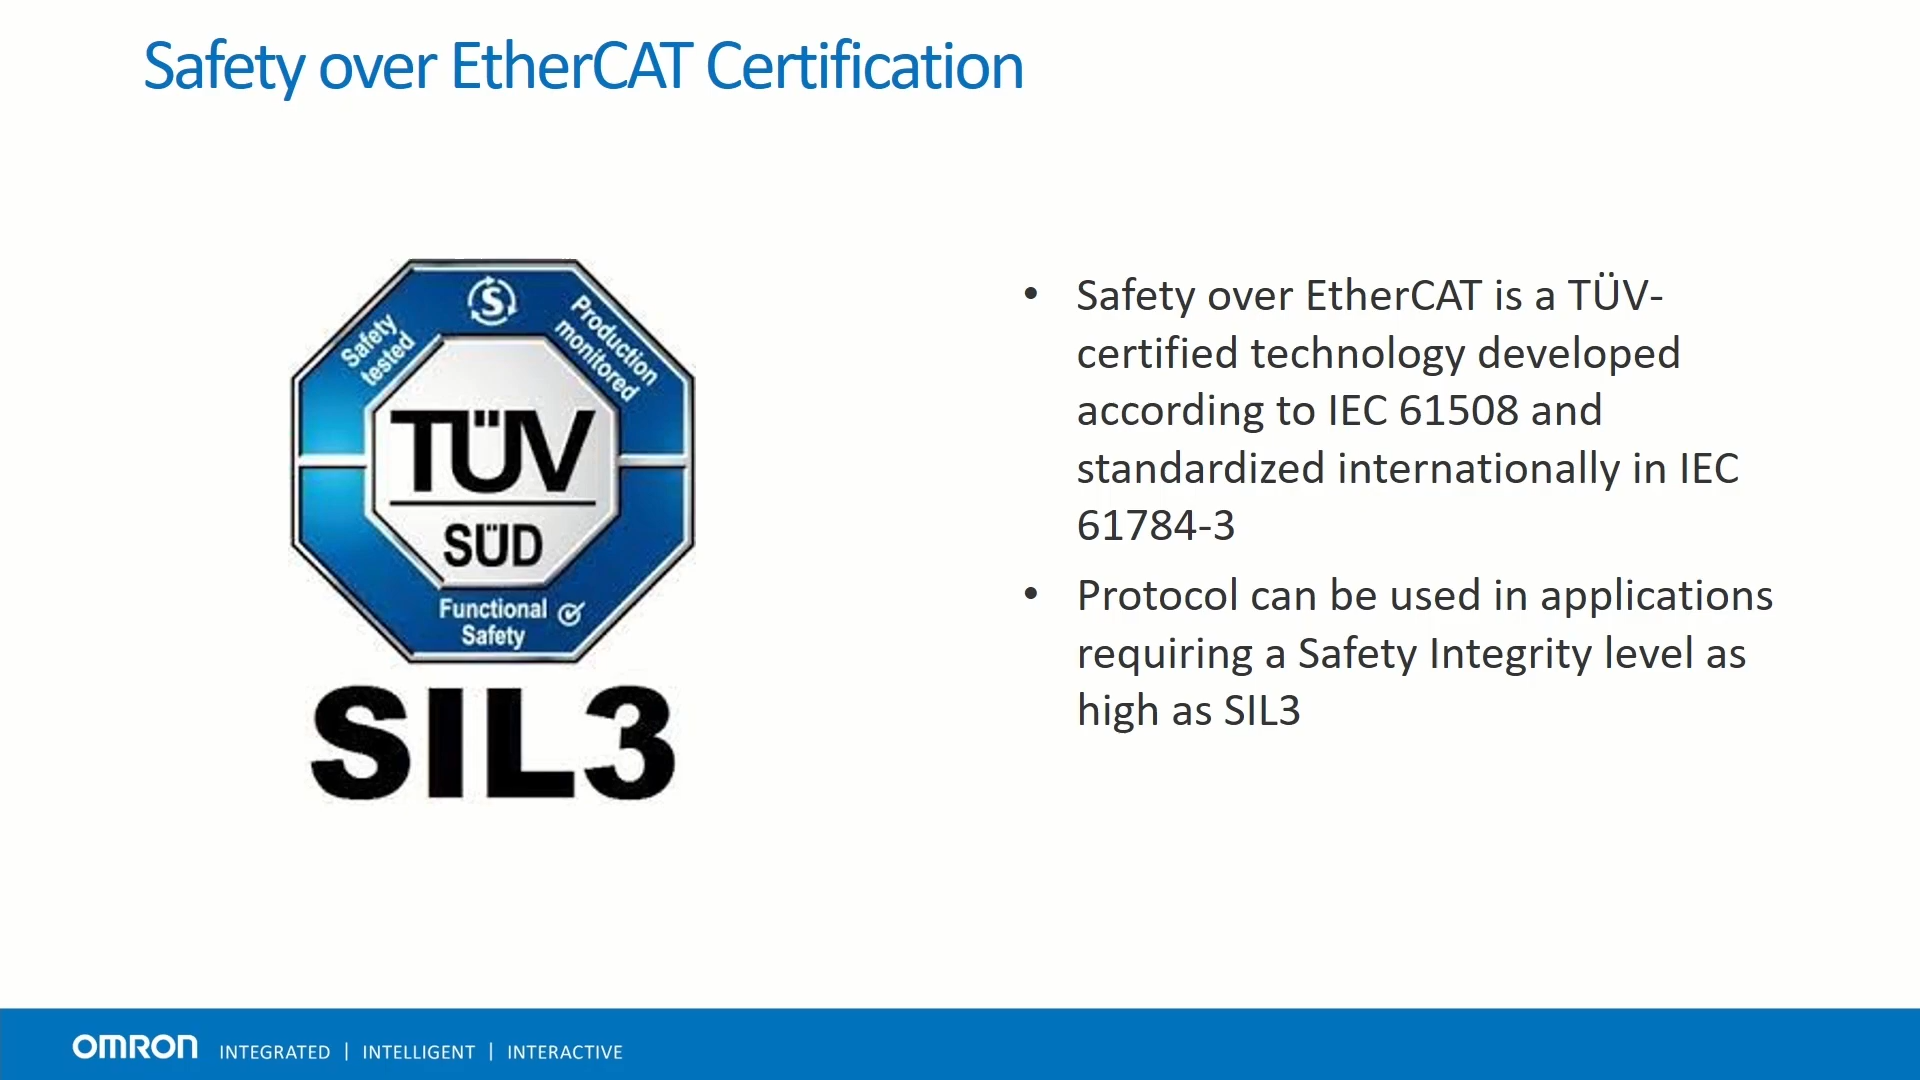 Safety over EtherCAT Certification
Safety
tested
S
Production
monitored
TÜV
SÜD
Functional
Safety
SIL3
• Safety over EtherCAT is a TÜV-
certified technology developed
according to IEC 61508 and
standardized internationally in IEC
61784-3
• Protocol can be used in applications
requiring a Safety Integrity level as
high as SIL3
OMRON INTEGRATED | INTELLIGENT | INTERACTIVE